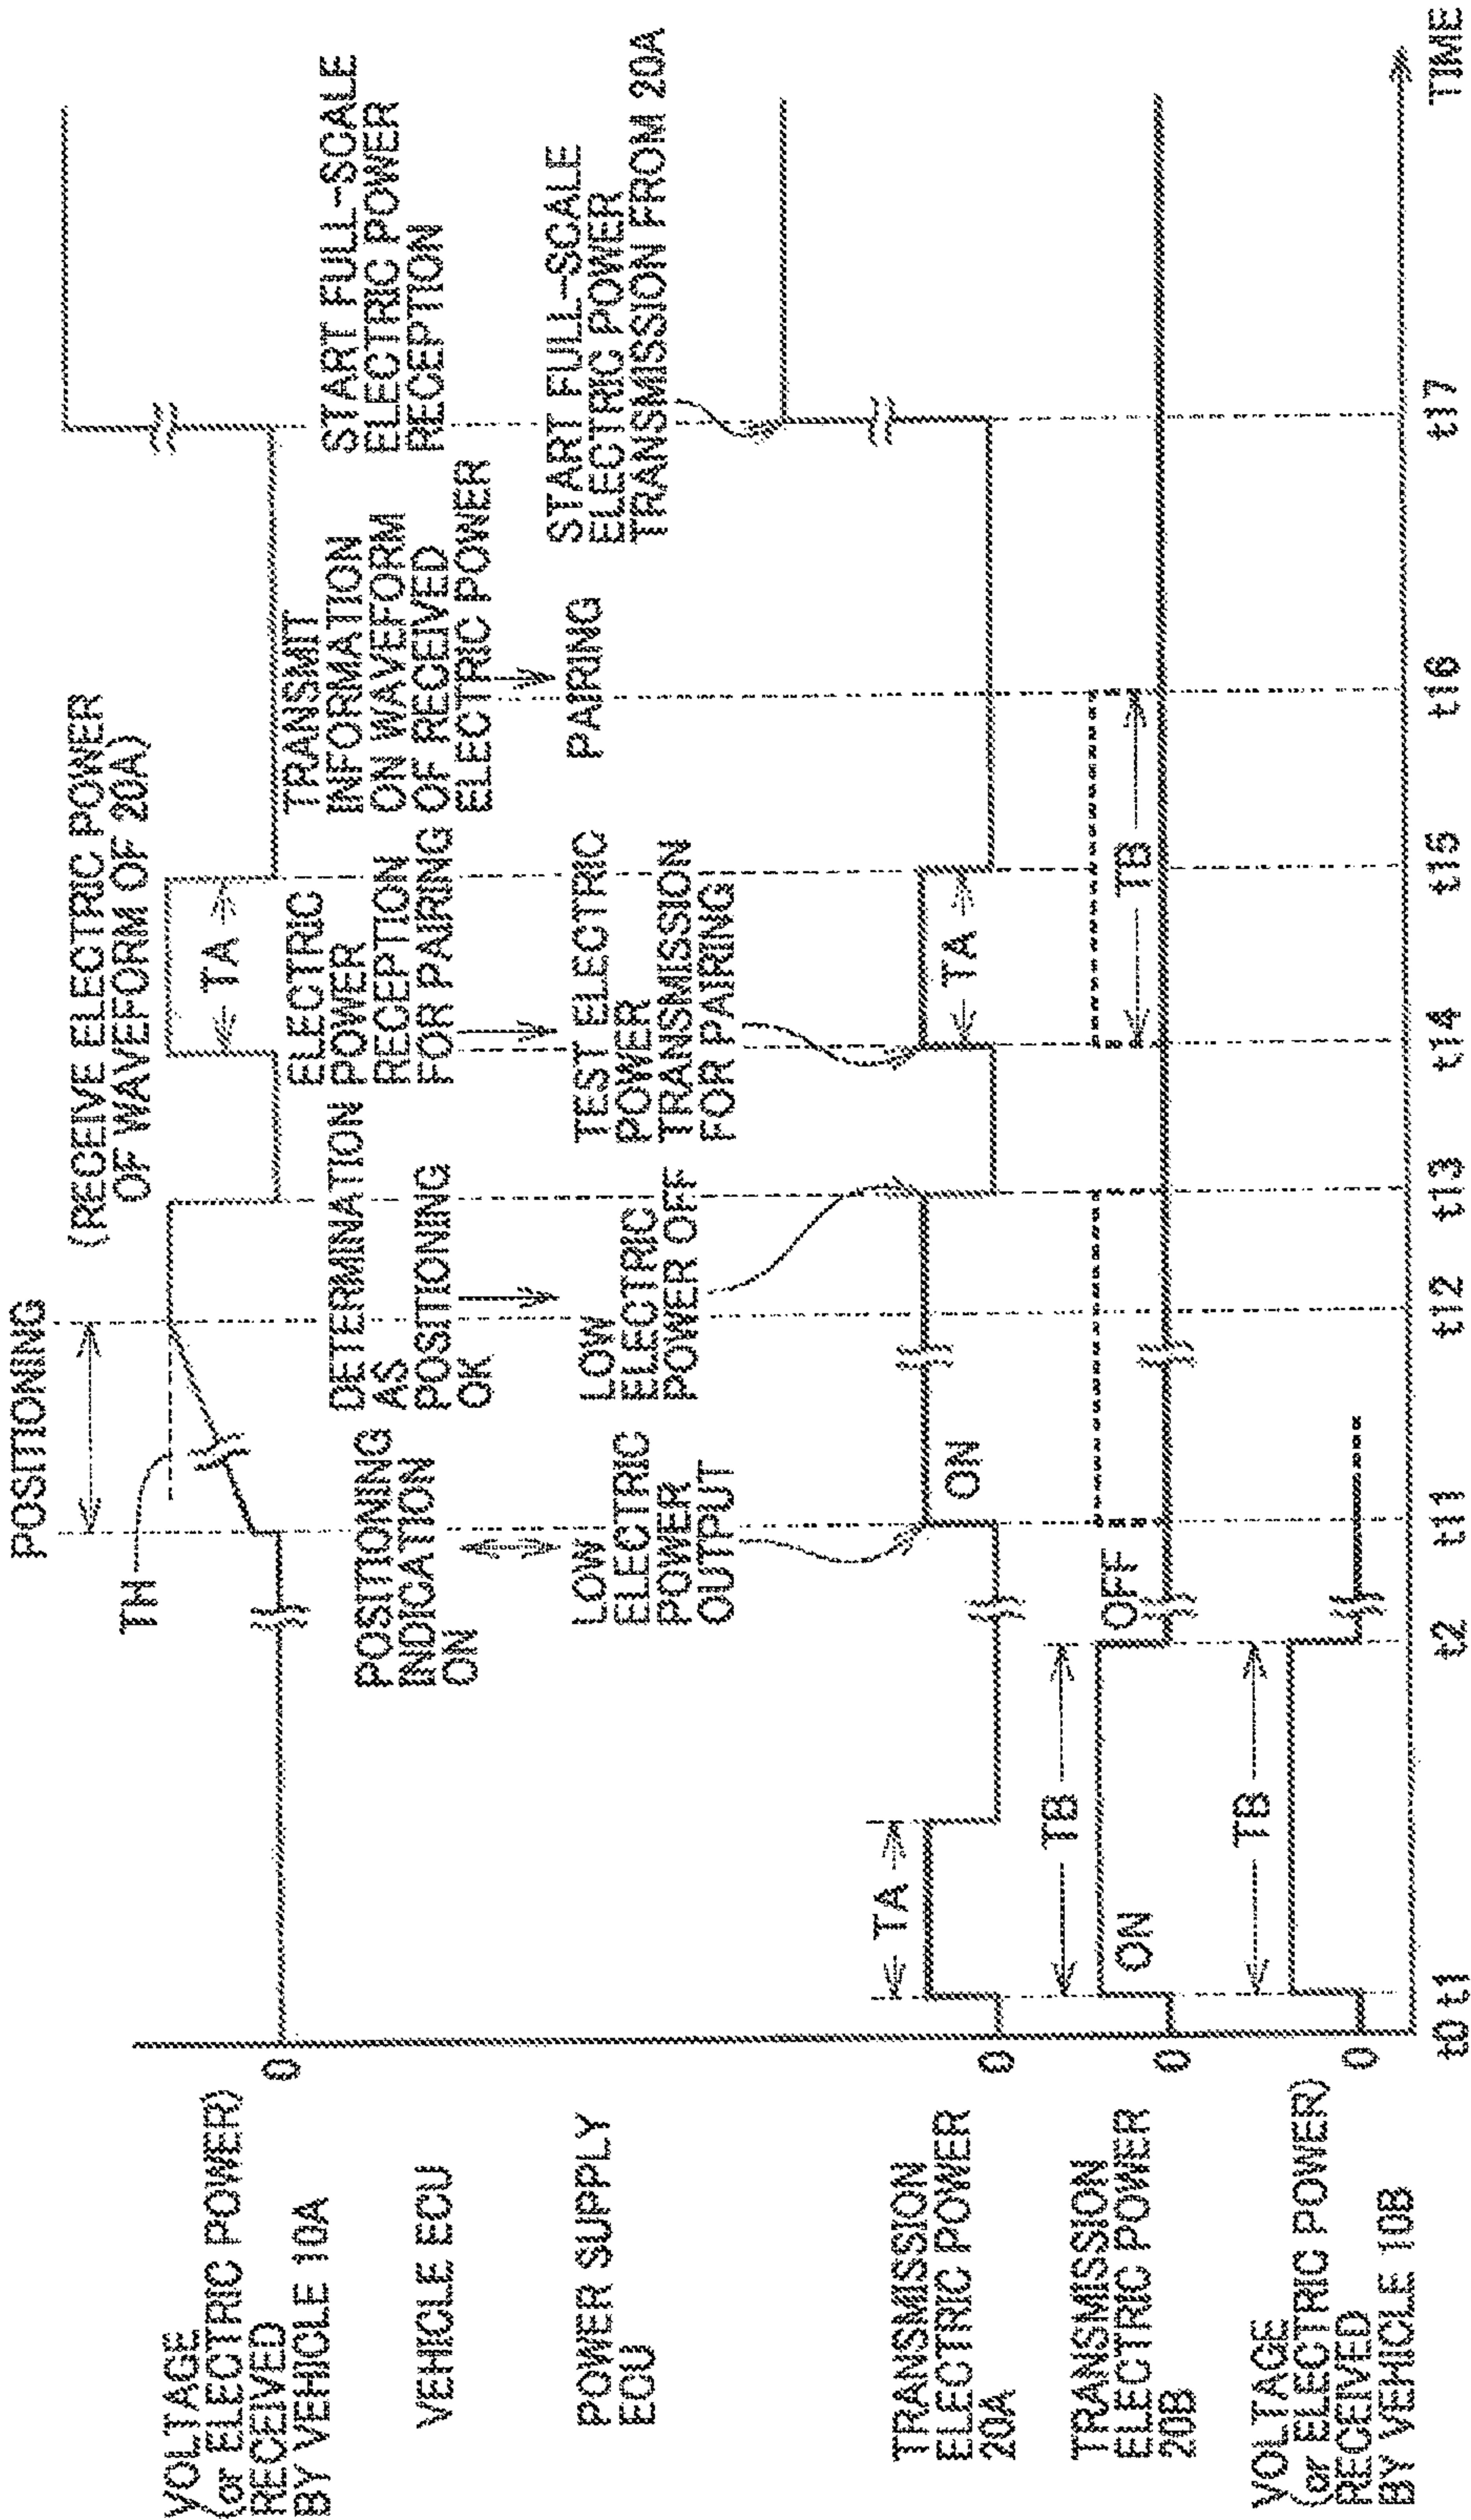 POSITIONING
(RECEIVE ELECTRIC POWER
OF WAVEFORM OF 20A)
TH
TA
VOLTAGE
(or ELECTRIC POWER)
RECEIVED
BY VEHICLE 10A
0
VEHICLE ECU
POSITIONING
INDICATION
ON
DETERMINATION
AS
POSITIONING
OK
ELECTRIC
POWER
RECEPTION
FOR PAIRING
TRANSMIT
INFORMATION
ON WAVEFORM
OF RECEIVED
ELECTRIC POWER
START FULL-SCALE
ELECTRIC POWER
RECEPTION
POWER SUPPLY
ECU
LOW
ELECTRIC
POWER
OUTPUT
LOW
ELECTRIC
POWER OFF
TEST ELECTRIC
POWER
TRANSMISSION
FOR PAIRING
PAIRING
START FULL-SCALE
ELECTRIC POWER
TRANSMISSION FROM 20A
TRANSMISSION
ELECTRIC POWER
20A
0
TA
ON
TA
TRANSMISSION
ELECTRIC POWER
20B
0
TB
ON
OFF
TB
VOLTAGE
(or ELECTRIC POWER)
RECEIVED
BY VEHICLE 10B
0
TB
t0 t1
t2
t11
t12
t13
t14
t15
t16
t17
TIME